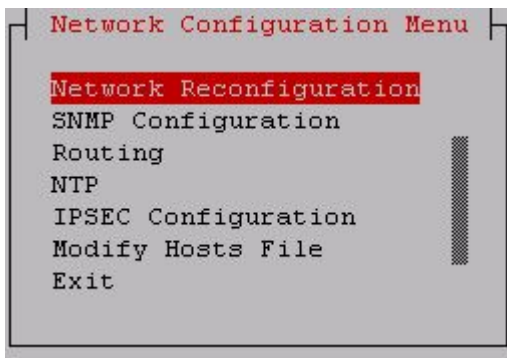 Network Configuration Menu
Network Reconfiguration
SNMP Configuration
Routing
NTP
IPSEC Configuration
Modify Hosts File
Exit